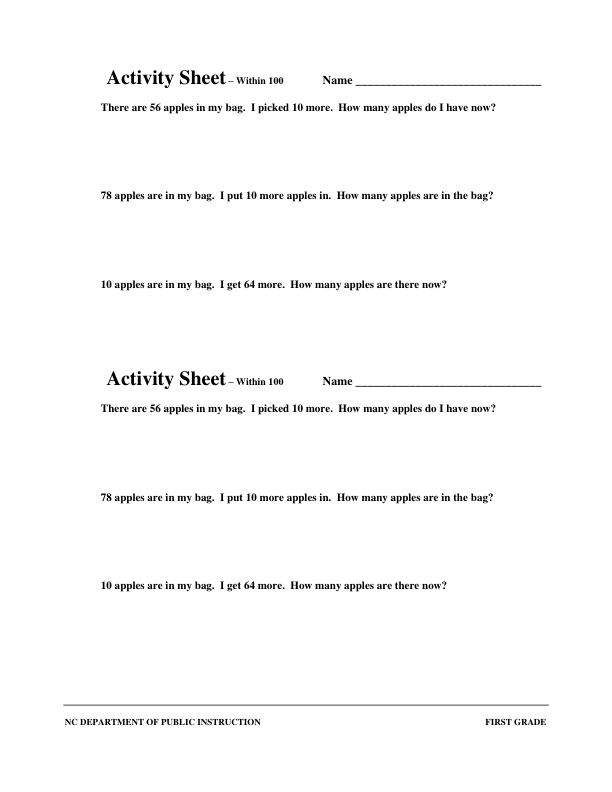 Activity Sheet – Within 100 Name _______________________________
There are 56 apples in my bag.  I picked 10 more.  How many apples do I have now?
78 apples are in my bag.  I put 10 more apples in.  How many apples are in the bag?
10 apples are in my bag.  I get 64 more.  How many apples are there now?
Activity Sheet – Within 100 Name _______________________________
There are 56 apples in my bag.  I picked 10 more.  How many apples do I have now?
78 apples are in my bag.  I put 10 more apples in.  How many apples are in the bag?
10 apples are in my bag.  I get 64 more.  How many apples are there now?
NC DEPARTMENT OF PUBLIC INSTRUCTION FIRST GRADE